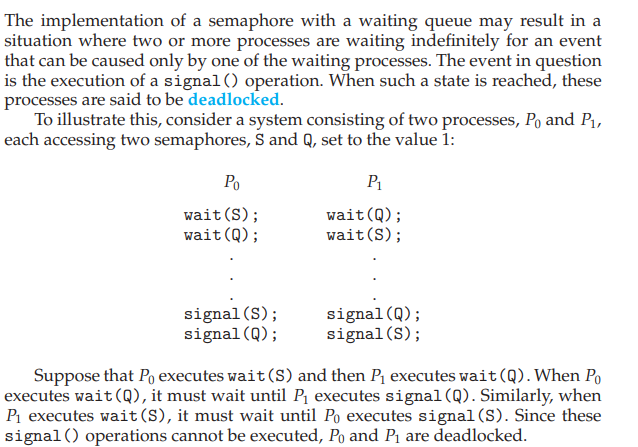 The implementation of a semaphore with a waiting queue may result in a
situation where two or more processes are waiting indefinitely for an event
that can be caused only by one of the waiting processes. The event in question
is the execution of a signal() operation. When such a state is reached, these
processes are said to be deadlocked.
To illustrate this, consider a system consisting of two processes, P0 and P1,
each accessing two semaphores, S and Q, set to the value 1:
P0 P1
wait(S); wait(Q);
wait(Q); wait(S);
. .
. .
. .
signal(S); signal(Q);
signal(Q); signal(S);
Suppose that P0 executes wait(S) and then P1 executes wait(Q). When P0
executes wait(Q), it must wait until P1 executes signal(Q). Similarly, when
P1 executes wait(S), it must wait until P0 executes signal(S). Since these
signal() operations cannot be executed, P0 and P1 are deadlocked.